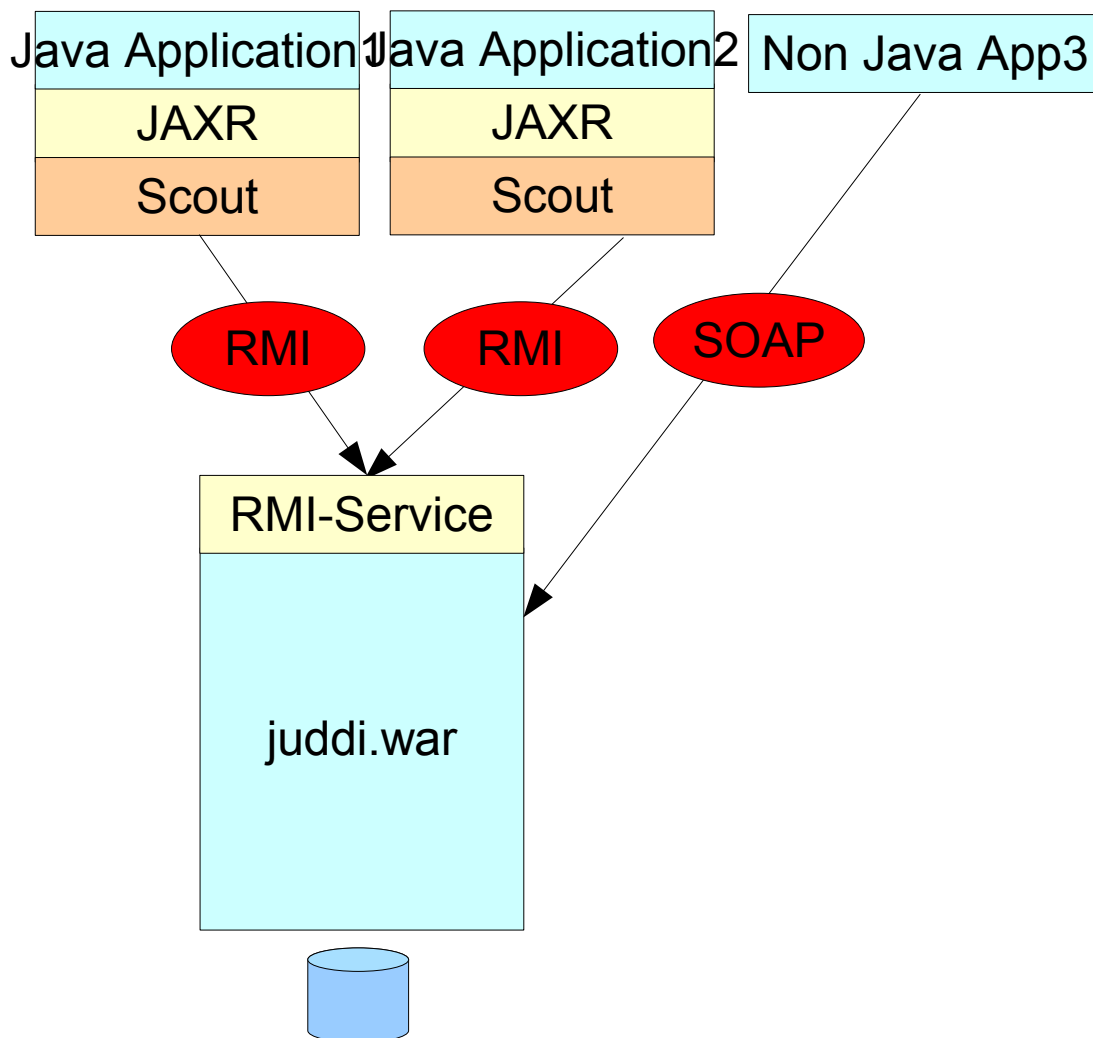 Java Application1
Java Application2
Non Java App3
JAXR
JAXR
Scout
Scout
RMI
RMI
SOAP
RMI-Service
juddi.war